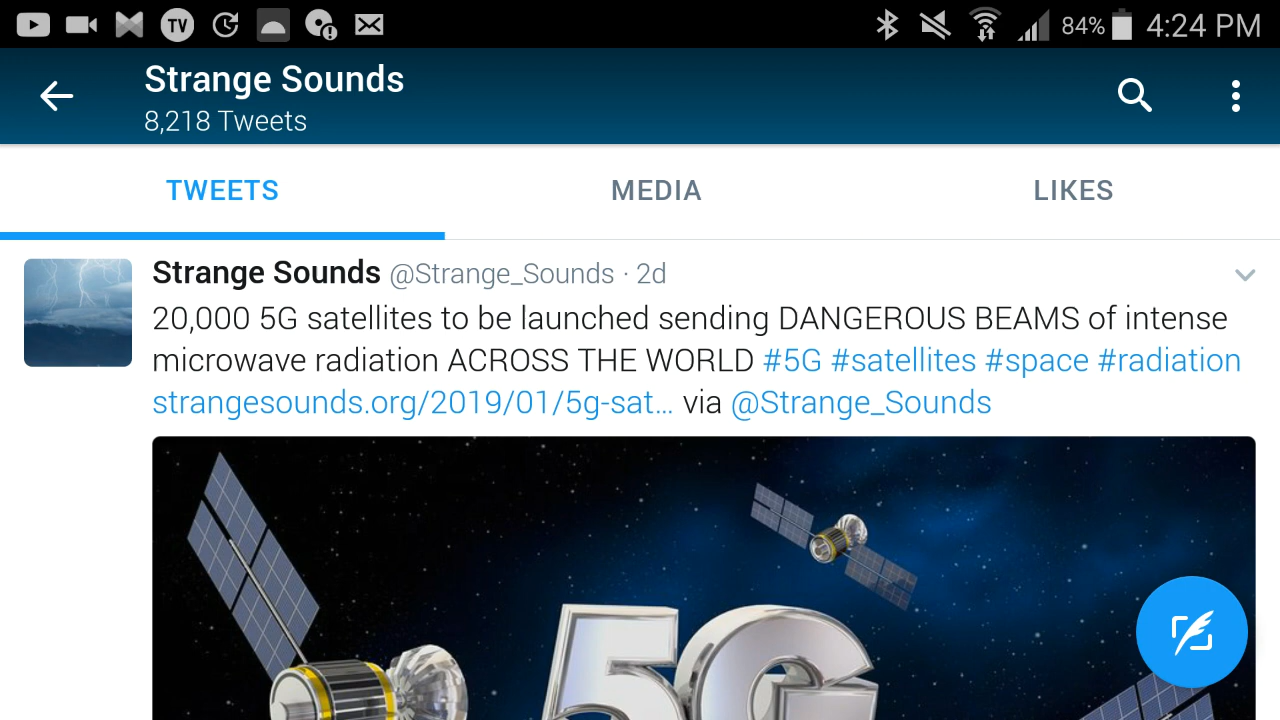 TV
84%
4:24 PM
Strange Sounds
8,218 Tweets
TWEETS
MEDIA
LIKES
Strange Sounds @Strange_Sounds · 2d
20,000 5G satellites to be launched sending DANGEROUS BEAMS of intense
microwave radiation ACROSS THE WORLD #5G #satellites #space #radiation
strangesounds.org/2019/01/5g-sat… via @Strange_Sounds
5G